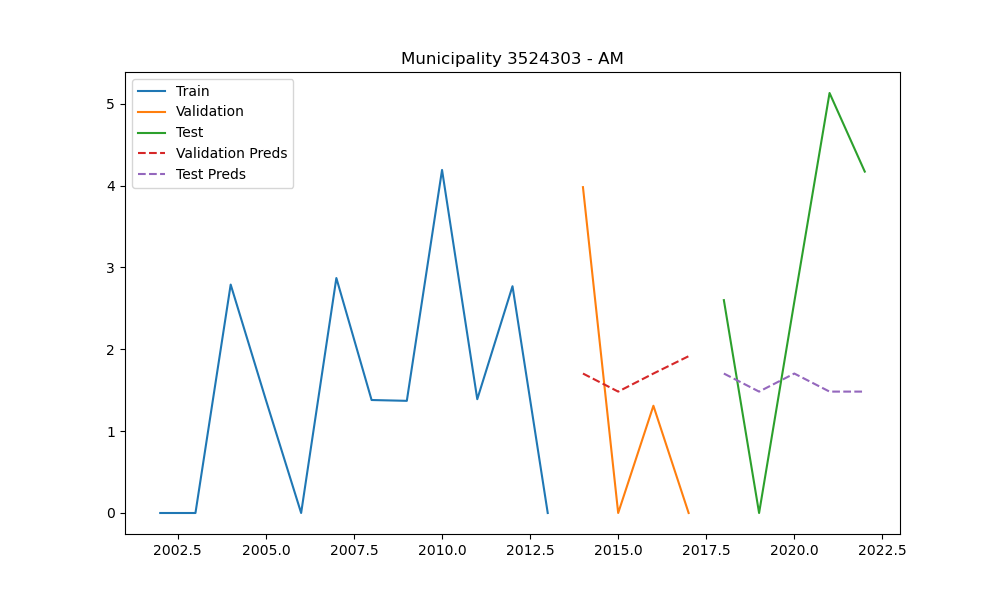 Municipality 3524303 - AM
Train
Validation
Test
Validation Preds
Test Preds
5
4
3
2
1
0
2002.5 2005.0 2007.5 2010.0 2012.5 2015.0 2017.5 2020.0 2022.5